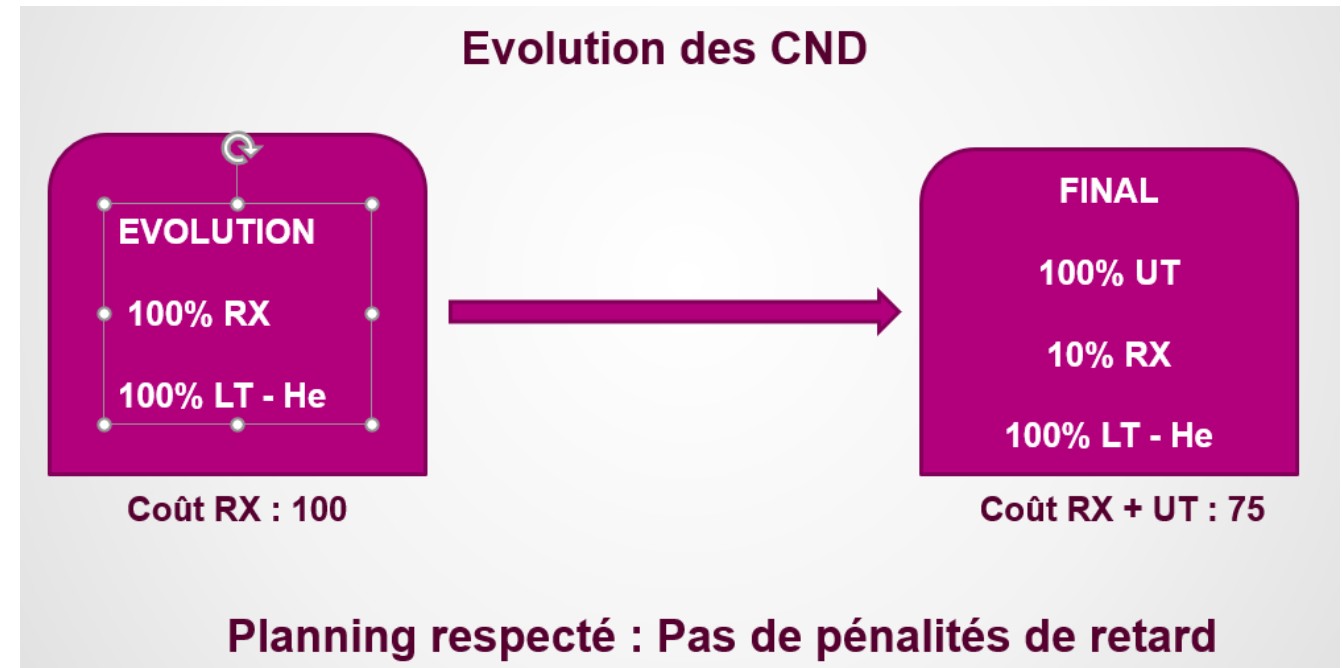 Evolution des CND
EVOLUTION
100% RX
100% LT - He
Coût RX : 100
FINAL
100% UT
10% RX
100% LT - He
Coût RX + UT : 75
Planning respecté : Pas de pénalités de retard